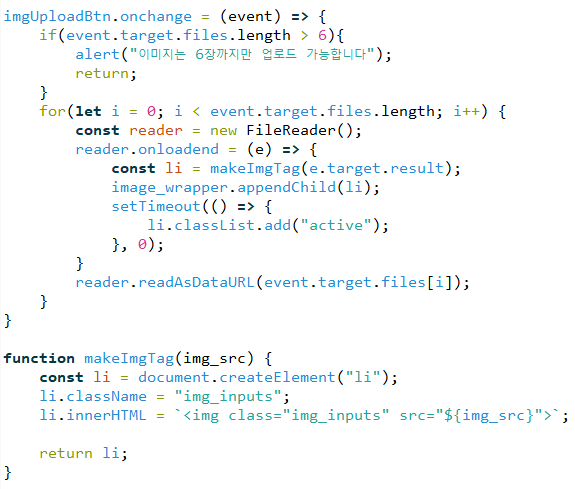 imgUploadBtn.onchange = (event) => {
    if(event.target.files.length > 6){
        alert("이미지는 6장까지만 업로드 가능합니다");
        return;
    }
    for(let i = 0; i < event.target.files.length; i++) {
        const reader = new FileReader();
        reader.onloadend = (e) => {
            const li = makeImgTag(e.target.result);
            image_wrapper.appendChild(li);
            setTimeout(() => {
                li.classList.add("active");
            }, 0);
        }
        reader.readAsDataURL(event.target.files[i]);
    }
}

function makeImgTag(img_src) {
    const li = document.createElement("li");
    li.className = "img_inputs";
    li.innerHTML = `<img class="img_inputs" src="${img_src}">`;

    return li;
}